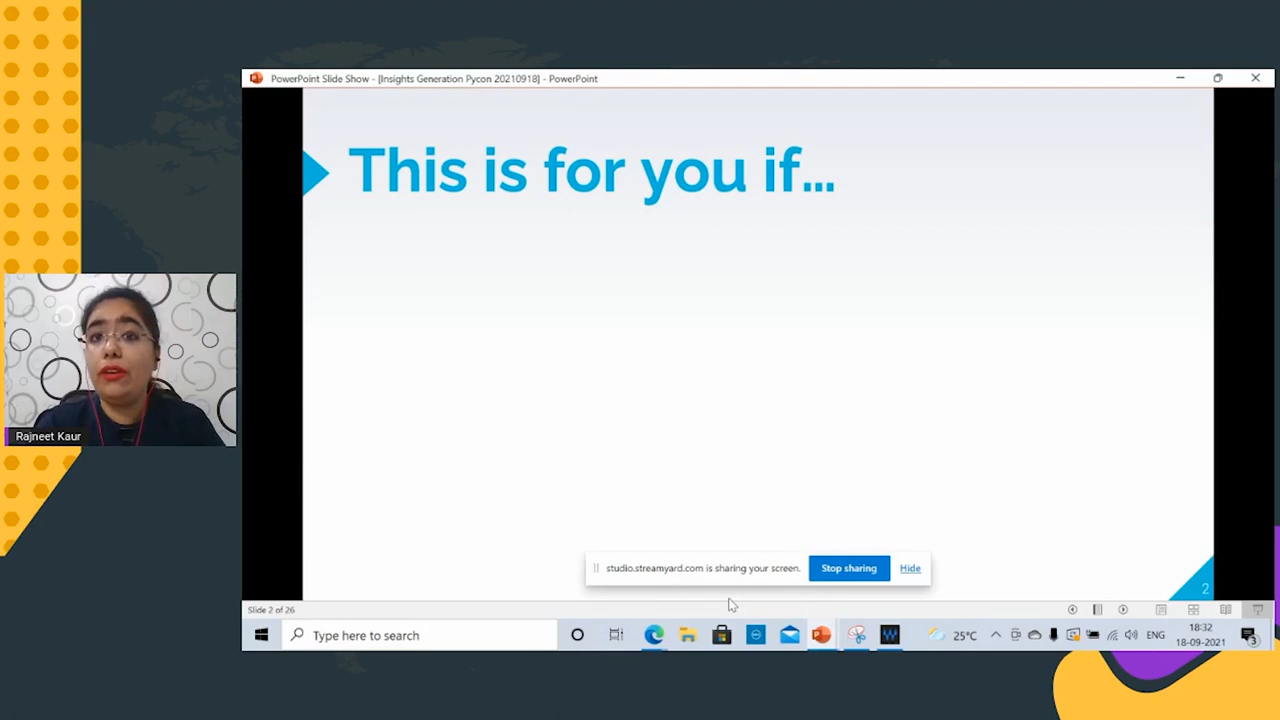 PowerPoint Slide Show - [Insights Generation Pycon 20210918] - PowerPoint
This is for you if...
Rajneet Kaur
studio.streamyard.com is sharing your screen.
Stop sharing
Hide
2
Slide 2 of 26
Type here to search
25°C
ENG
18:32
18-09-2021
3